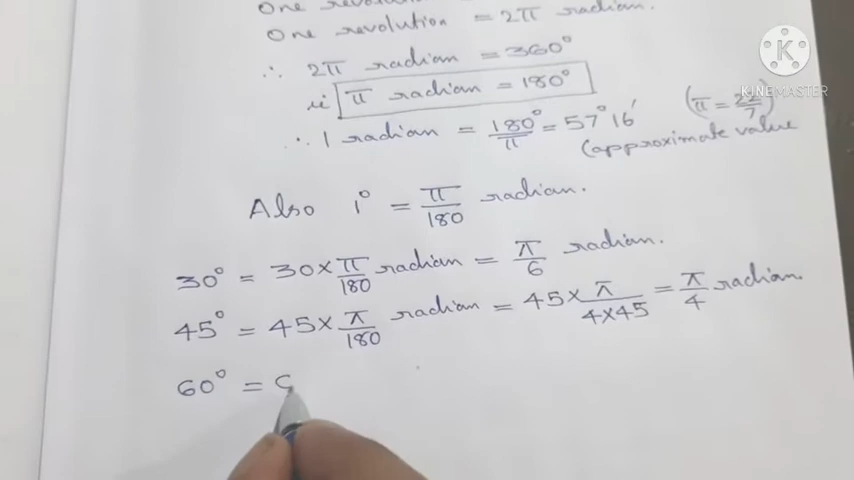 One
One revolution = 2π radian.
∴ 2π radian = 360°
ie π radian = 180°
∴ 1 radian = 180°/π = 57° 16' (π = 22/7)
(approximate value
Also 1° = π/180 radian.
30° = 30 × π/180 radian = π/6 radian.
45° = 45 × π/180 radian = 45 × π/4×45 = π/4 radian.
60° =
KINEMASTER